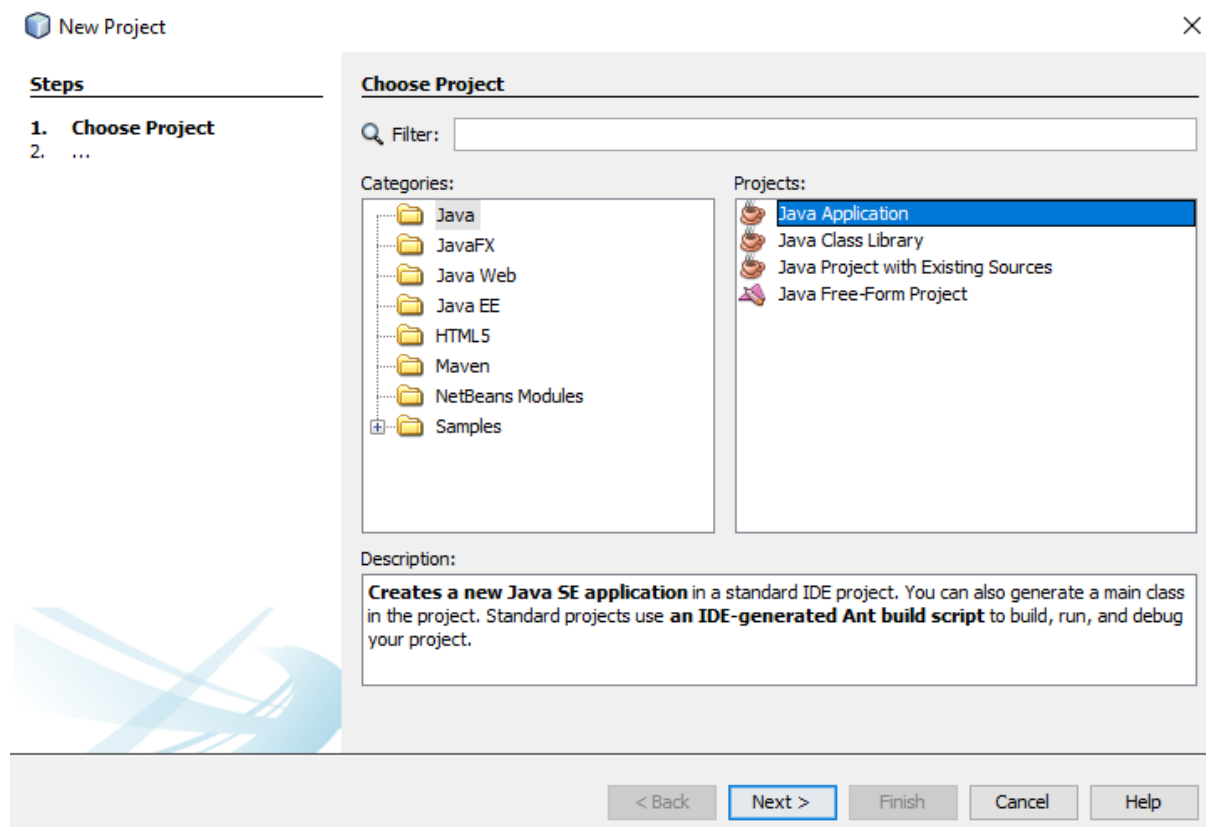 New Project
Steps
1. Choose Project
2. ...
Choose Project
Filter:
Categories:
Java
JavaFX
Java Web
Java EE
HTML5
Maven
NetBeans Modules
Samples
Projects:
Java Application
Java Class Library
Java Project with Existing Sources
Java Free-Form Project
Description:
Creates a new Java SE application in a standard IDE project. You can also generate a main class
in the project. Standard projects use an IDE-generated Ant build script to build, run, and debug
your project.
< Back
Next >
Finish
Cancel
Help